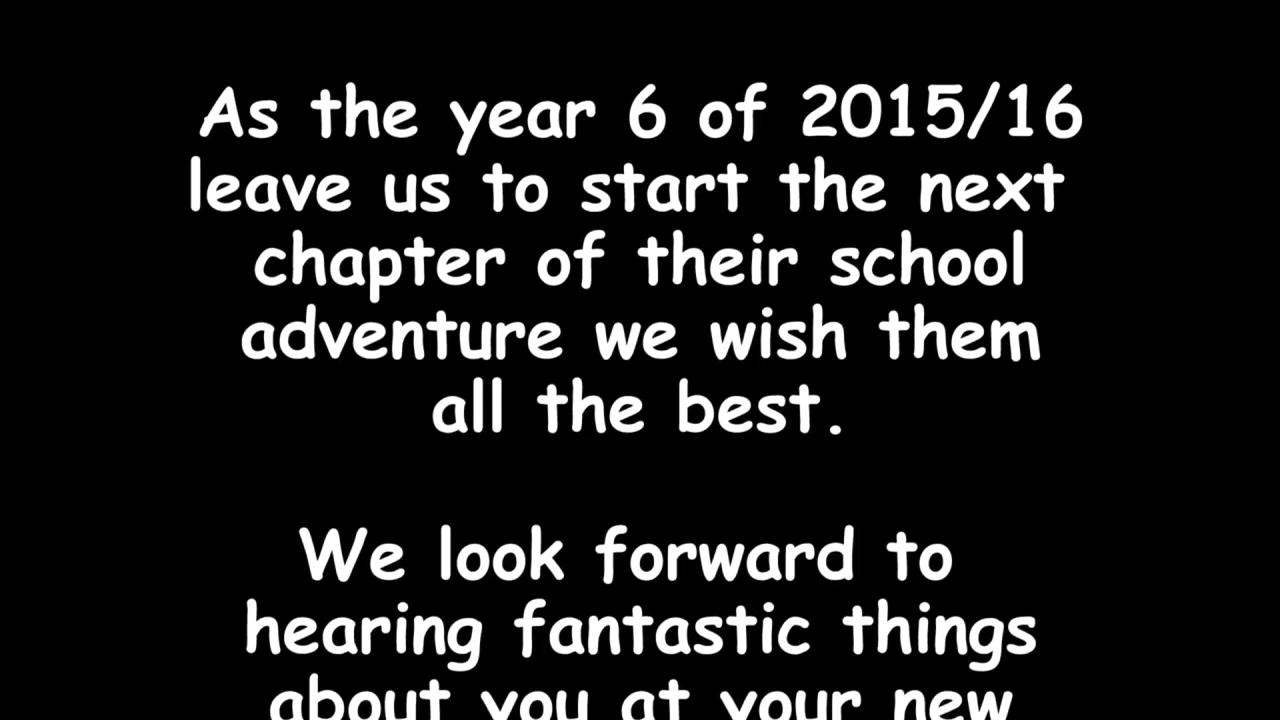 As the year 6 of 2015/16
leave us to start the next
chapter of their school
adventure we wish them
all the best.
We look forward to
hearing fantastic things
about you at your new